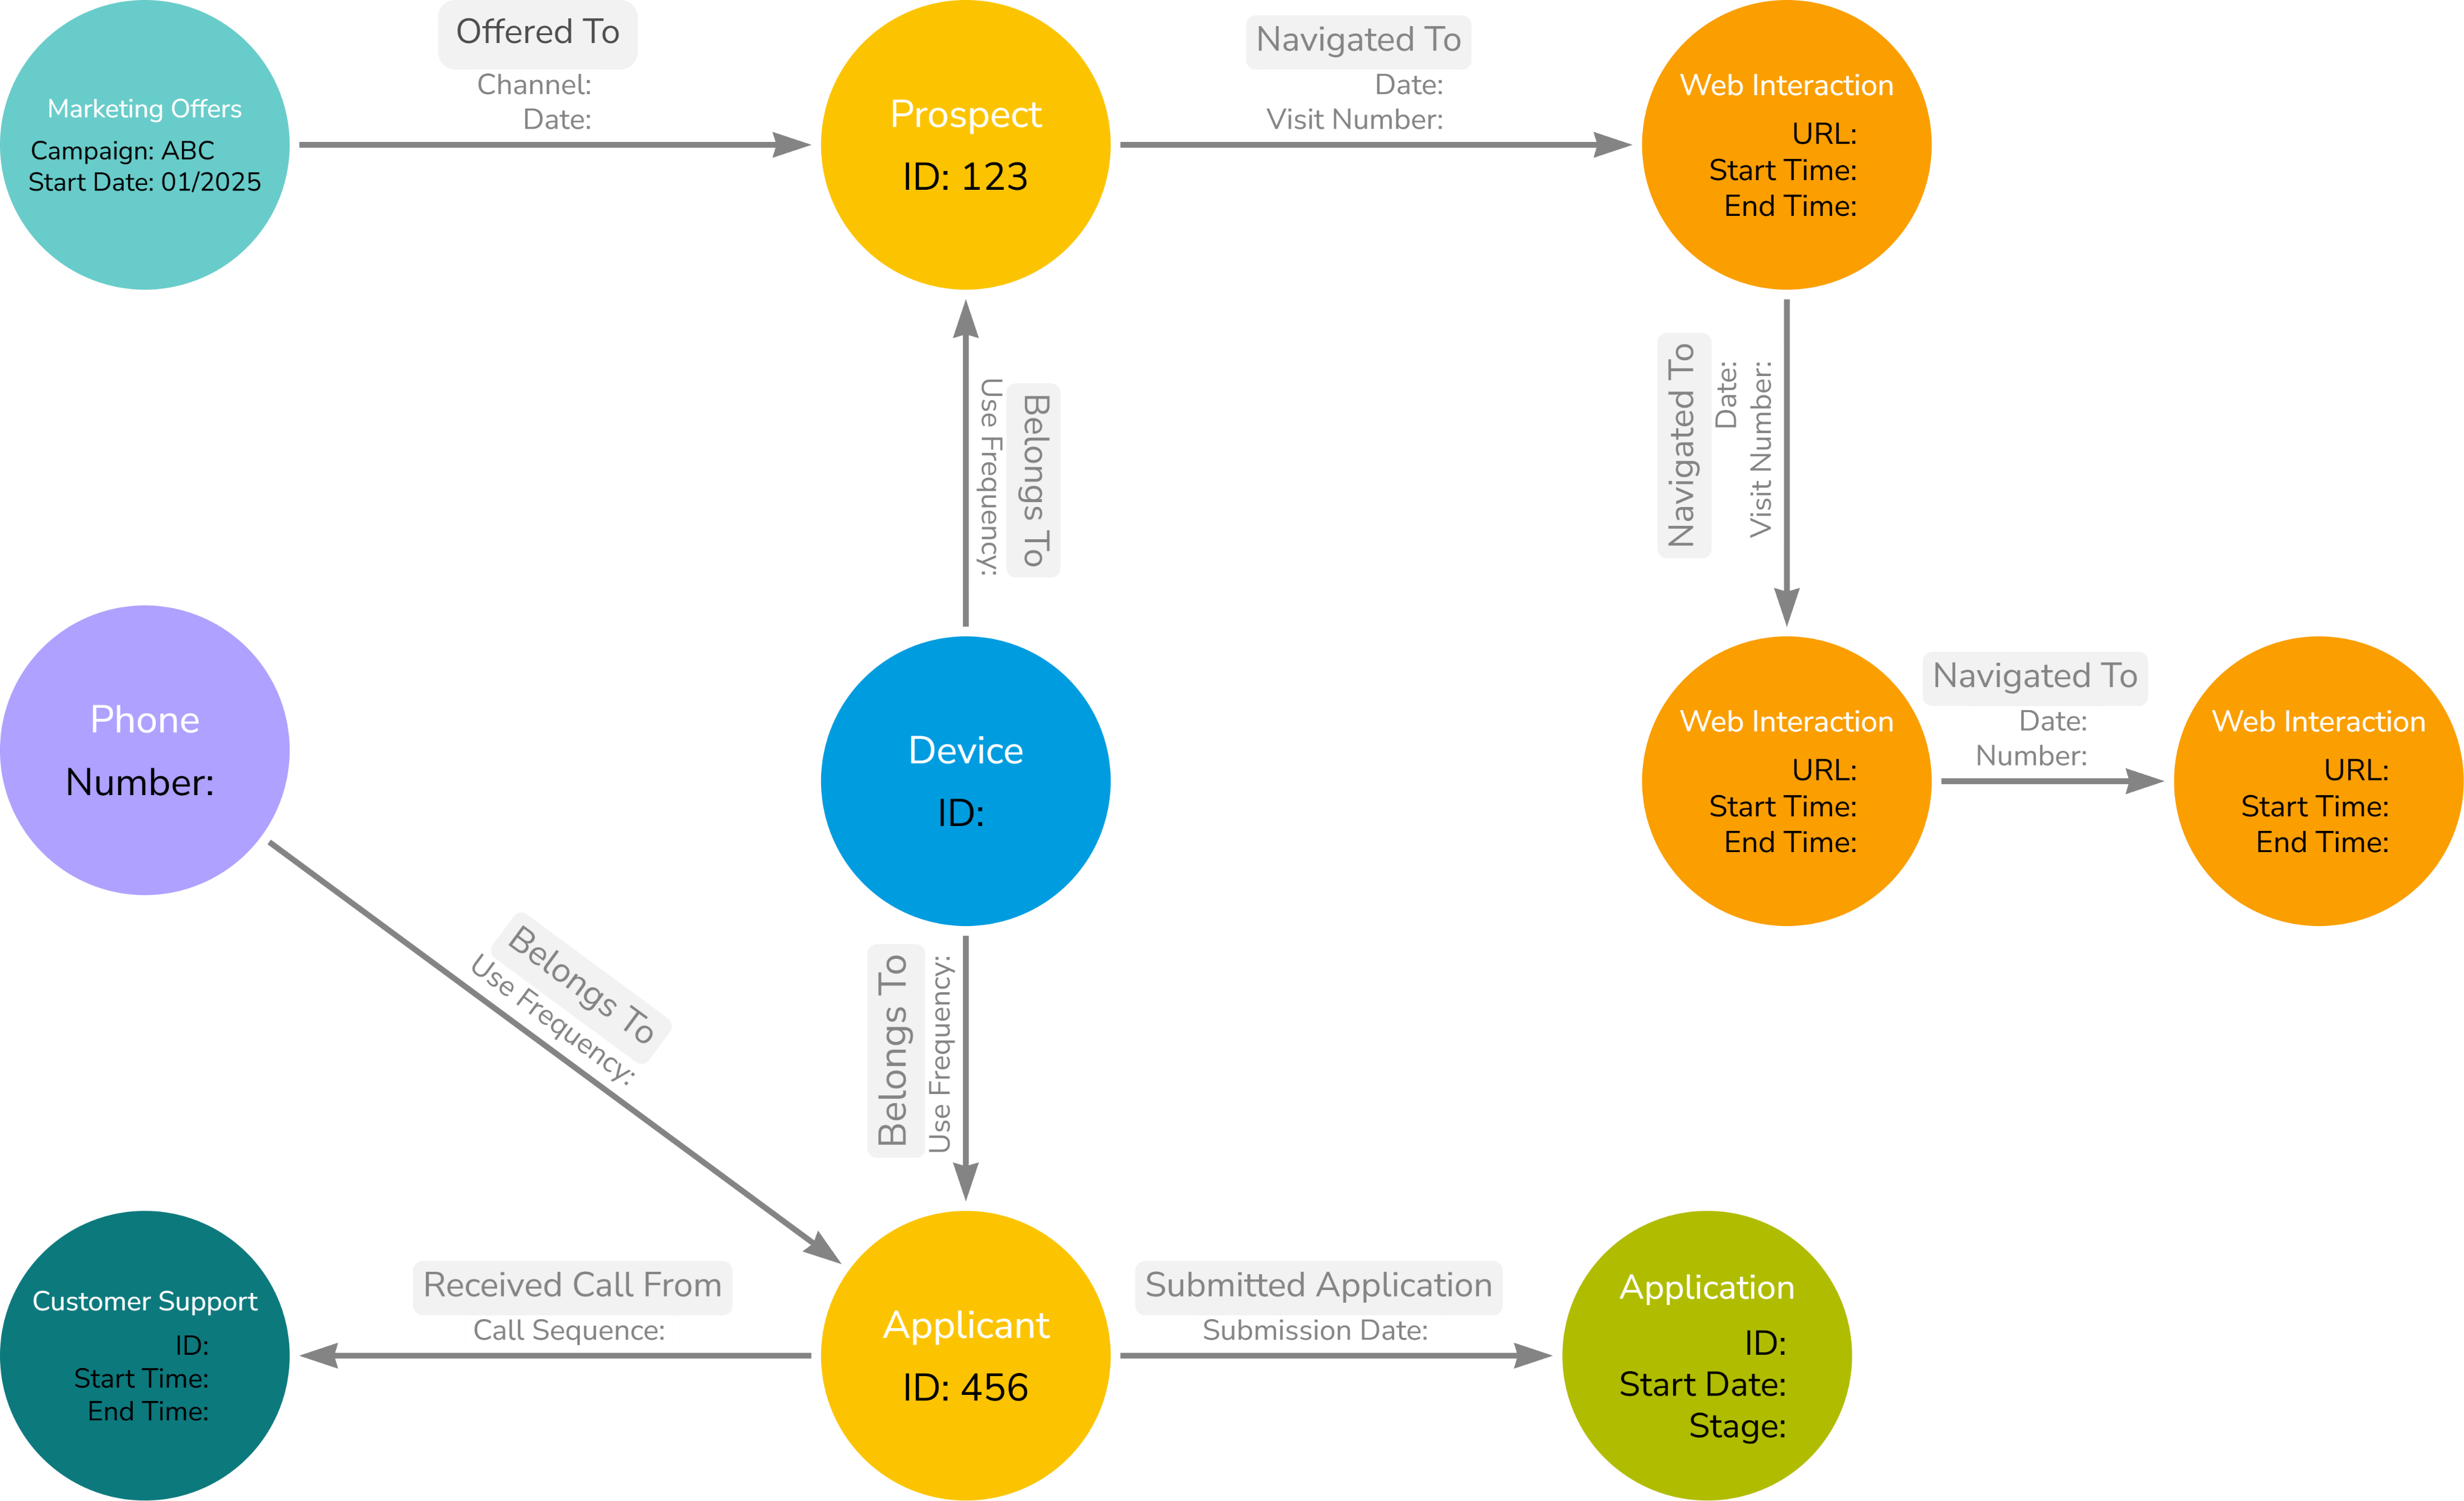 Offered To
Channel:
Date:
Navigated To
Date:
Visit Number:
Marketing Offers
Campaign: ABC
Start Date: 01/2025
Prospect
ID: 123
Web Interaction
URL:
Start Time:
End Time:
Belongs To
Use Frequency:
Navigated To
Date:
Visit Number:
Phone
Number:
Device
ID:
Web Interaction
URL:
Start Time:
End Time:
Navigated To
Date:
Number:
Web Interaction
URL:
Start Time:
End Time:
Belongs To
Use Frequency:
Belongs To
Use Frequency:
Customer Support
ID:
Start Time:
End Time:
Received Call From
Call Sequence:
Applicant
ID: 456
Submitted Application
Submission Date:
Application
ID:
Start Date:
Stage: